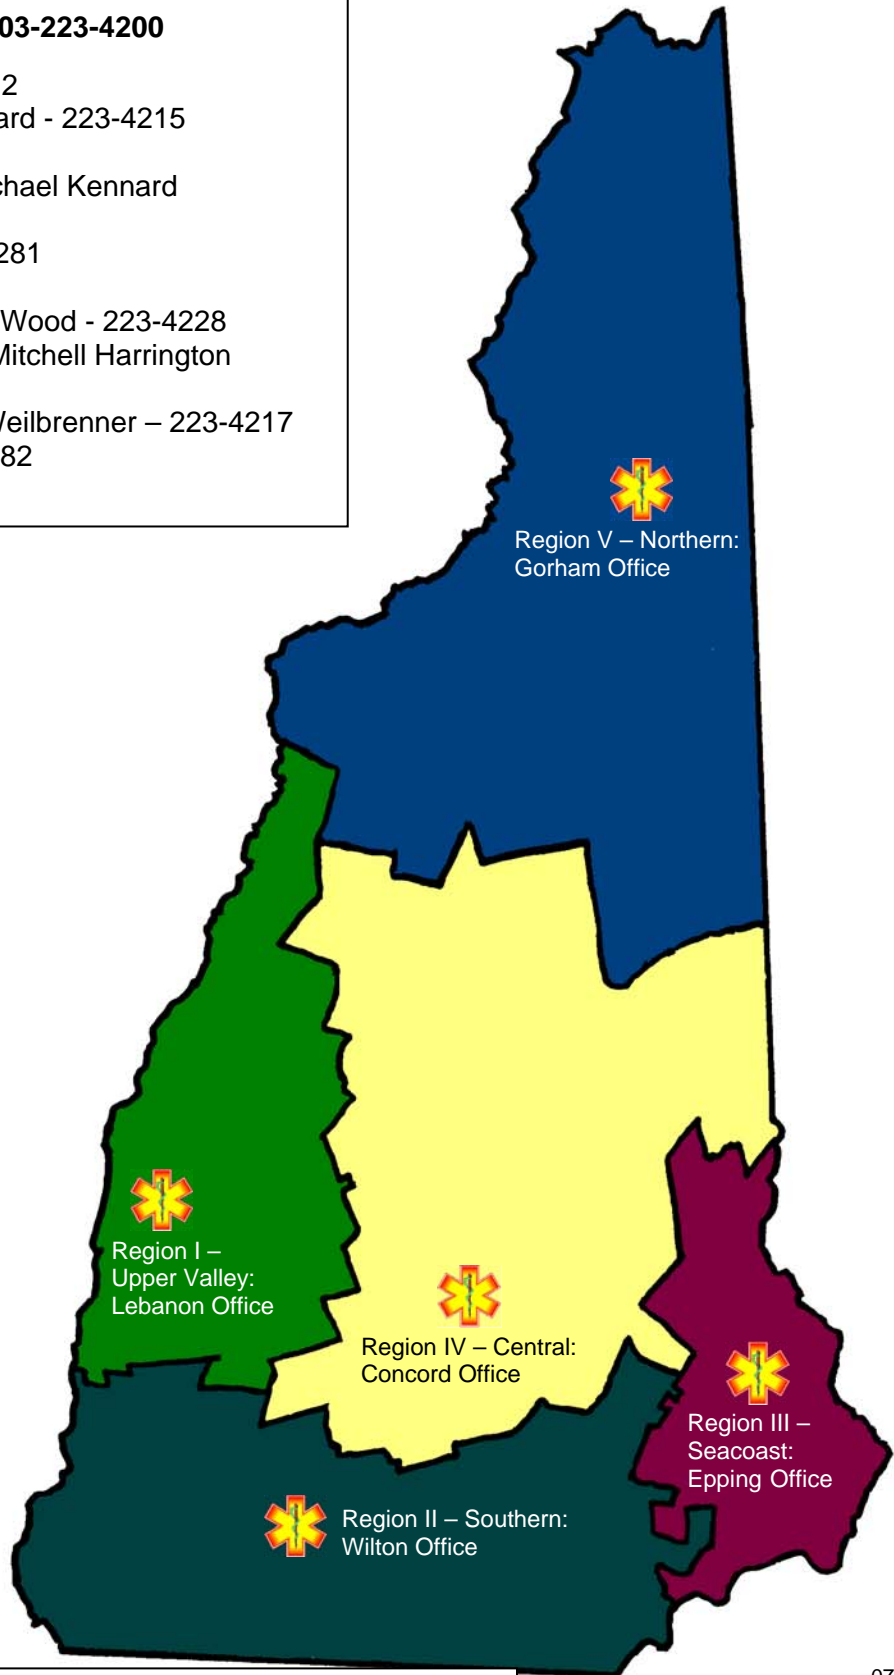 03-223-4200
2
ard - 223-4215
chael Kennard
281
Wood - 223-4228
Mitchell Harrington
Weilbrenner – 223-4217
82
Region V – Northern:
Gorham Office
Region I –
Upper Valley:
Lebanon Office
Region IV – Central:
Concord Office
Region III –
Seacoast:
Epping Office
Region II – Southern:
Wilton Office
07